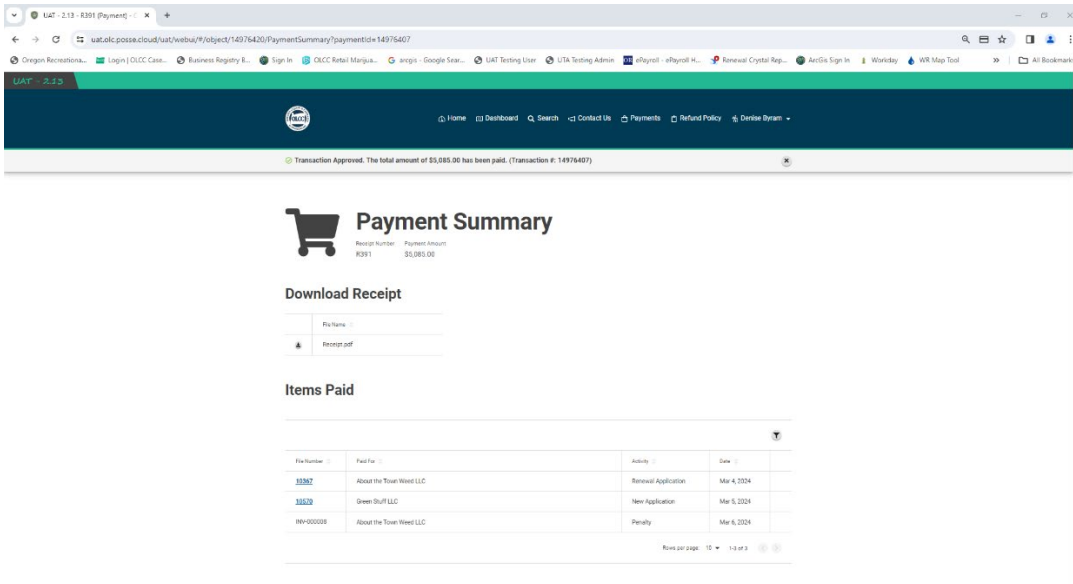 UAT - 2.13 - R391 (Payment) - O
uat.olc.posse.cloud/uat/webui/#/object/14976420/PaymentSummary?paymentId=14976407
Oregon Recreationa... Login | OLCC Case... Business Registry B... Sign In OLCC Retail Marijua... arcgis - Google Sear... UAT Testing User UTA Testing Admin ePayroll - ePayroll H... Renewal Crystal Rep... ArcGis Sign In Workday WR Map Tool » All Bookmark
UAT - 2.13
Home Dashboard Search Contact Us Payments Refund Policy Denise Byram
Transaction Approved. The total amount of $5,085.00 has been paid. (Transaction #: 14976407)
Payment Summary
Receipt Number Payment Amount
R391 $5,085.00
Download Receipt
File Name
Receipt.pdf
Items Paid
File Number Paid For Activity Date
10367 About the Town Weed LLC Renewal Application Mar 4, 2024
10570 Green Stuff LLC New Application Mar 5, 2024
INV-000008 About the Town Weed LLC Penalty Mar 6, 2024
Rows per page: 10 1-3 of 3